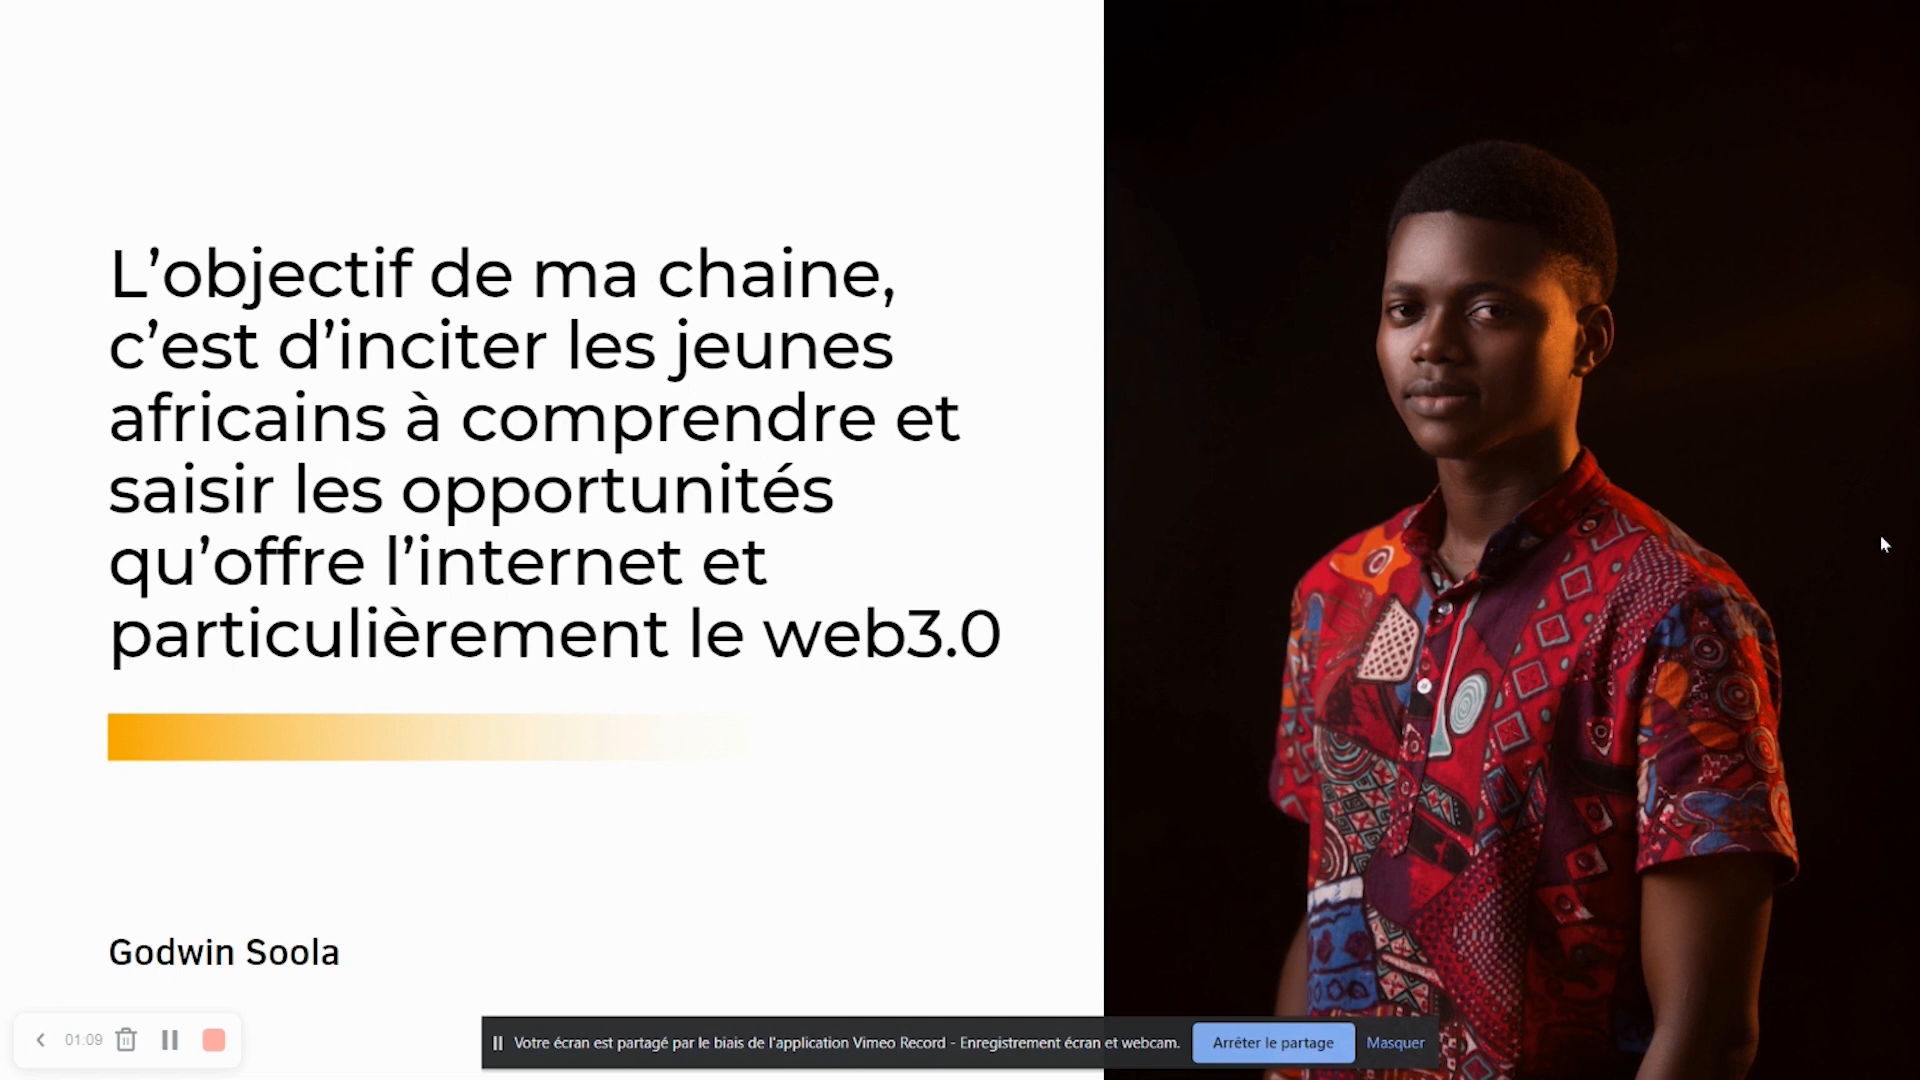 L’objectif de ma chaine,
c’est d’inciter les jeunes
africains à comprendre et
saisir les opportunités
qu’offre l’internet et
particulièrement le web3.0
Godwin Soola
01:09
Votre écran est partagé par le biais de l'application Vimeo Record - Enregistrement écran et webcam. Arrêter le partage Masquer